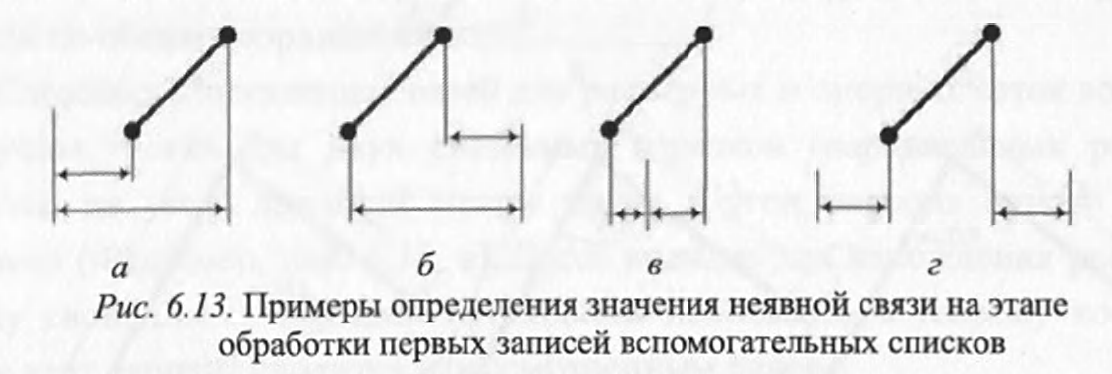 а б в г
Рис. 6.13. Примеры определения значения неявной связи на этапе
обработки первых записей вспомогательных списков